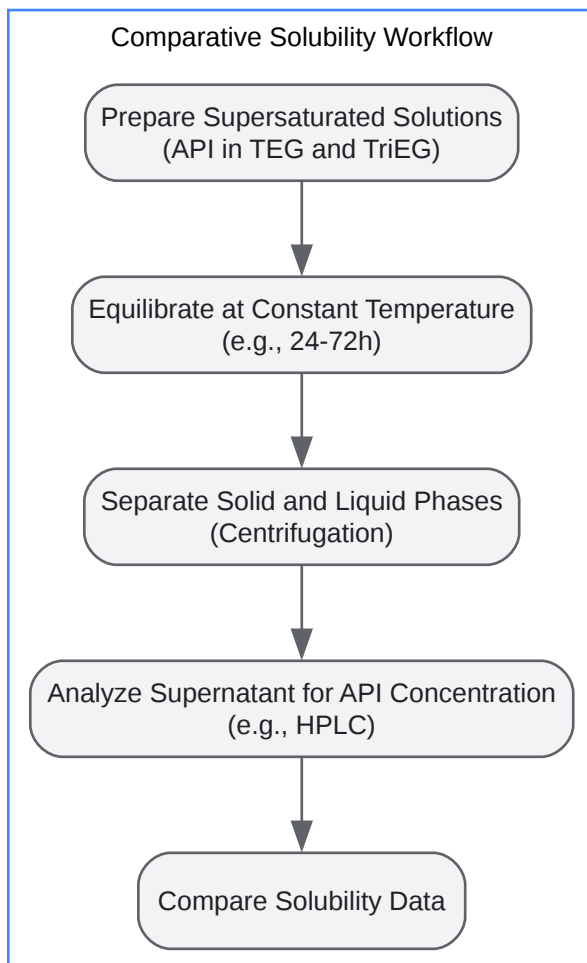 Comparative Solubility Workflow
Prepare Supersaturated Solutions
(API in TEG and TriEG)
Equilibrate at Constant Temperature
(e.g., 24-72h)
Separate Solid and Liquid Phases
(Centrifugation)
Analyze Supernatant for API Concentration
(e.g., HPLC)
Compare Solubility Data